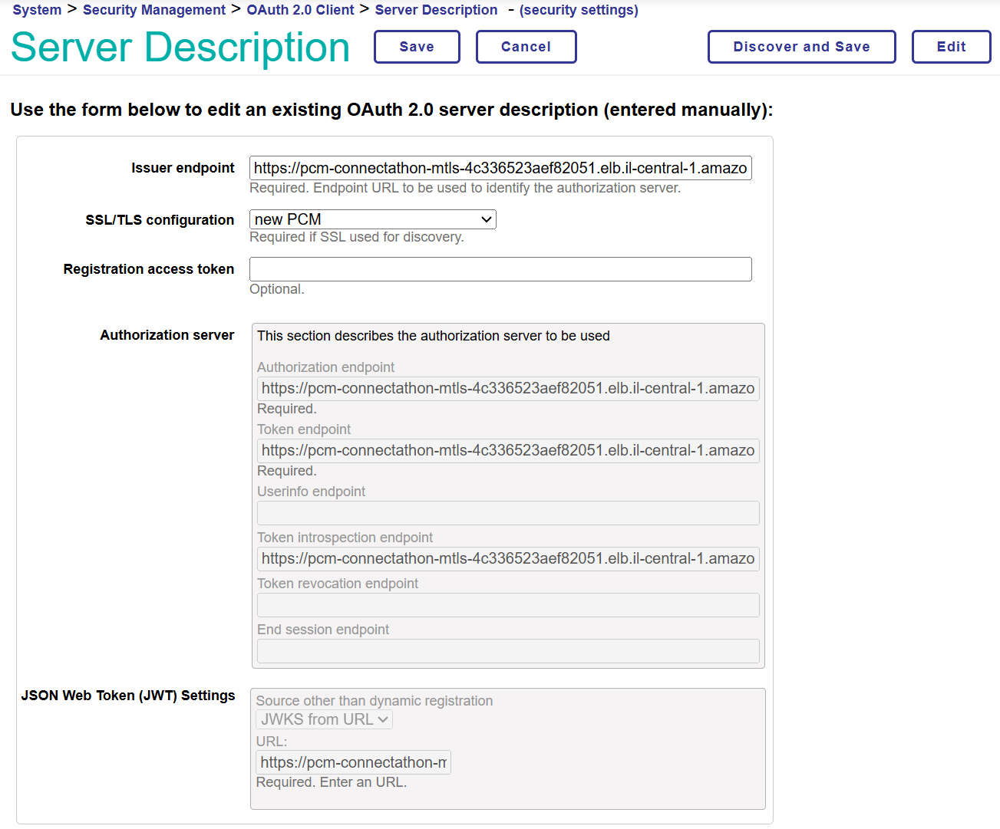 System > Security Management > OAuth 2.0 Client > Server Description - (security settings)
Server Description Save Cancel Discover and Save Edit
Use the form below to edit an existing OAuth 2.0 server description (entered manually):
Issuer endpoint https://pcm-connectathon-mtls-4c336523aef82051.elb.il-central-1.amazo
Required. Endpoint URL to be used to identify the authorization server.
SSL/TLS configuration new PCM
Required if SSL used for discovery.
Registration access token
Optional.
Authorization server This section describes the authorization server to be used
Authorization endpoint
https://pcm-connectathon-mtls-4c336523aef82051.elb.il-central-1.amazo
Required.
Token endpoint
https://pcm-connectathon-mtls-4c336523aef82051.elb.il-central-1.amazo
Required.
Userinfo endpoint
Token introspection endpoint
https://pcm-connectathon-mtls-4c336523aef82051.elb.il-central-1.amazo
Token revocation endpoint
End session endpoint
JSON Web Token (JWT) Settings Source other than dynamic registration
JWKS from URL
URL:
https://pcm-connectathon-m
Required. Enter an URL.